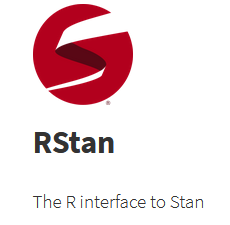 RStan
The R interface to Stan